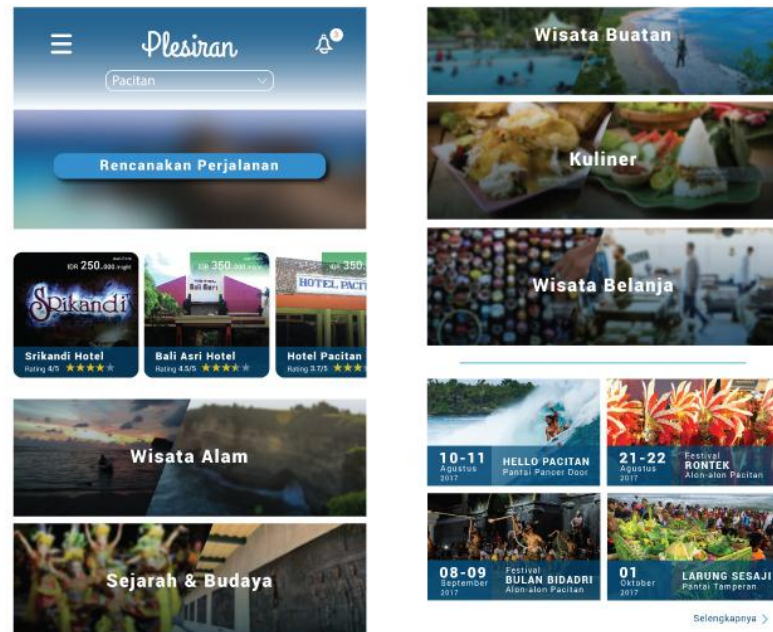 Plesiran
Pacitan
Rencanakan Perjalanan
IDR 250.000
Srikandi
Srikandi Hotel
Rating 4/5
IDR 350.000
Bali Asri
Bali Asri Hotel
Rating 4.5/5
350.
HOTEL PACIT
Hotel Pacitan
Rating 3.7/5
Wisata Alam
Sejarah & Budaya
Wisata Buatan
Kuliner
Wisata Belanja
10-11
Agustus
2017
HELLO PACITAN
Pantai Pancer Door
21-22
Agustus
2017
Festival
RONTEK
Alon-alon Pacitan
08-09
September
2017
Festival
BULAN BIDADRI
Alon-alon Pacitan
01
Oktober
2017
LARUNG SESAJI
Pantai Tamperan
Selengkapnya >